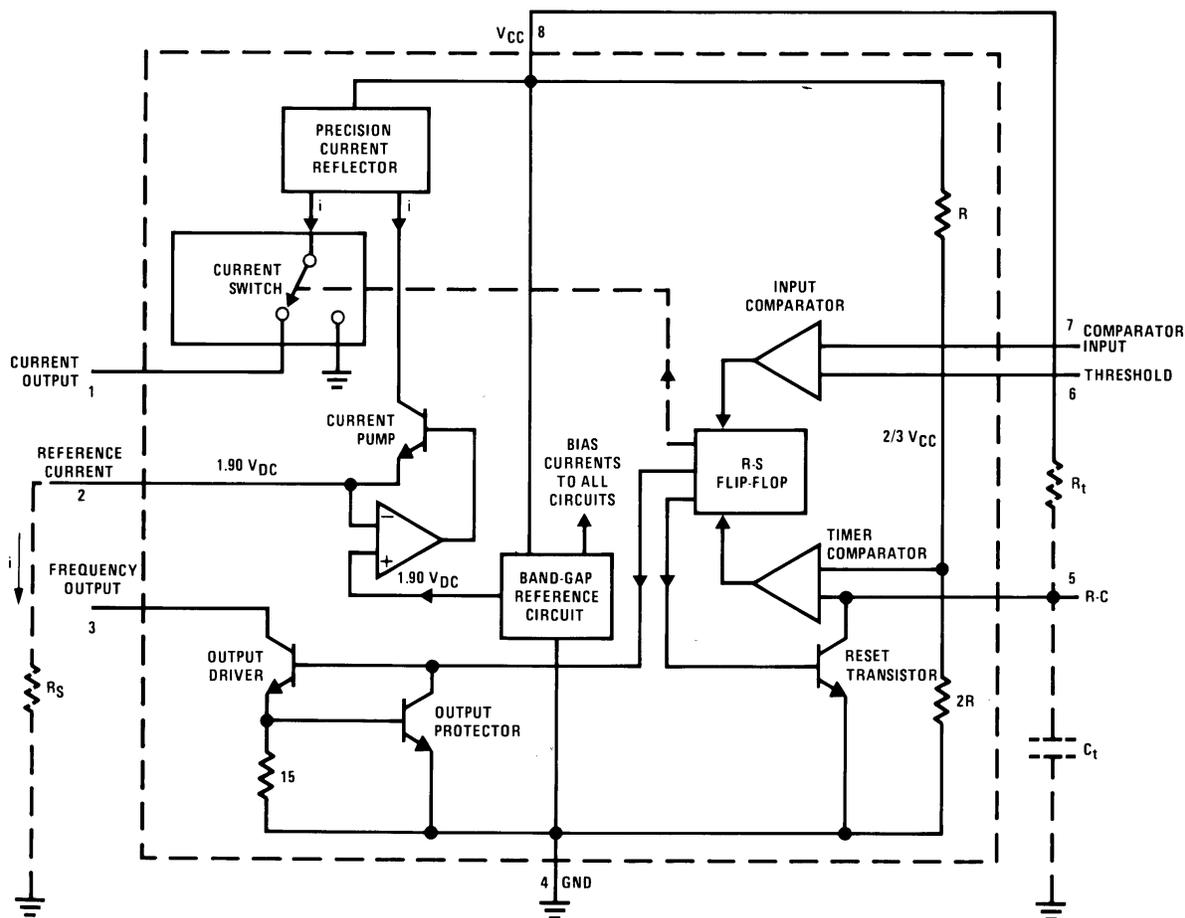 VCC 8
PRECISION
CURRENT
REFLECTOR
i i
R
CURRENT
SWITCH
INPUT
COMPARATOR
7 COMPARATOR
INPUT
CURRENT
OUTPUT
1
THRESHOLD
6
CURRENT
PUMP
2/3 VCC
BIAS
CURRENTS
TO ALL
CIRCUITS
R-S
FLIP-FLOP
REFERENCE
CURRENT
2
1.90 VDC
Rt
−
+
i
TIMER
COMPARATOR
FREQUENCY
OUTPUT
3
1.90 VDC
BAND-GAP
REFERENCE
CIRCUIT
5
R-C
OUTPUT
DRIVER
RESET
TRANSISTOR
RS
2R
OUTPUT
PROTECTOR
15
Ct
4 GND